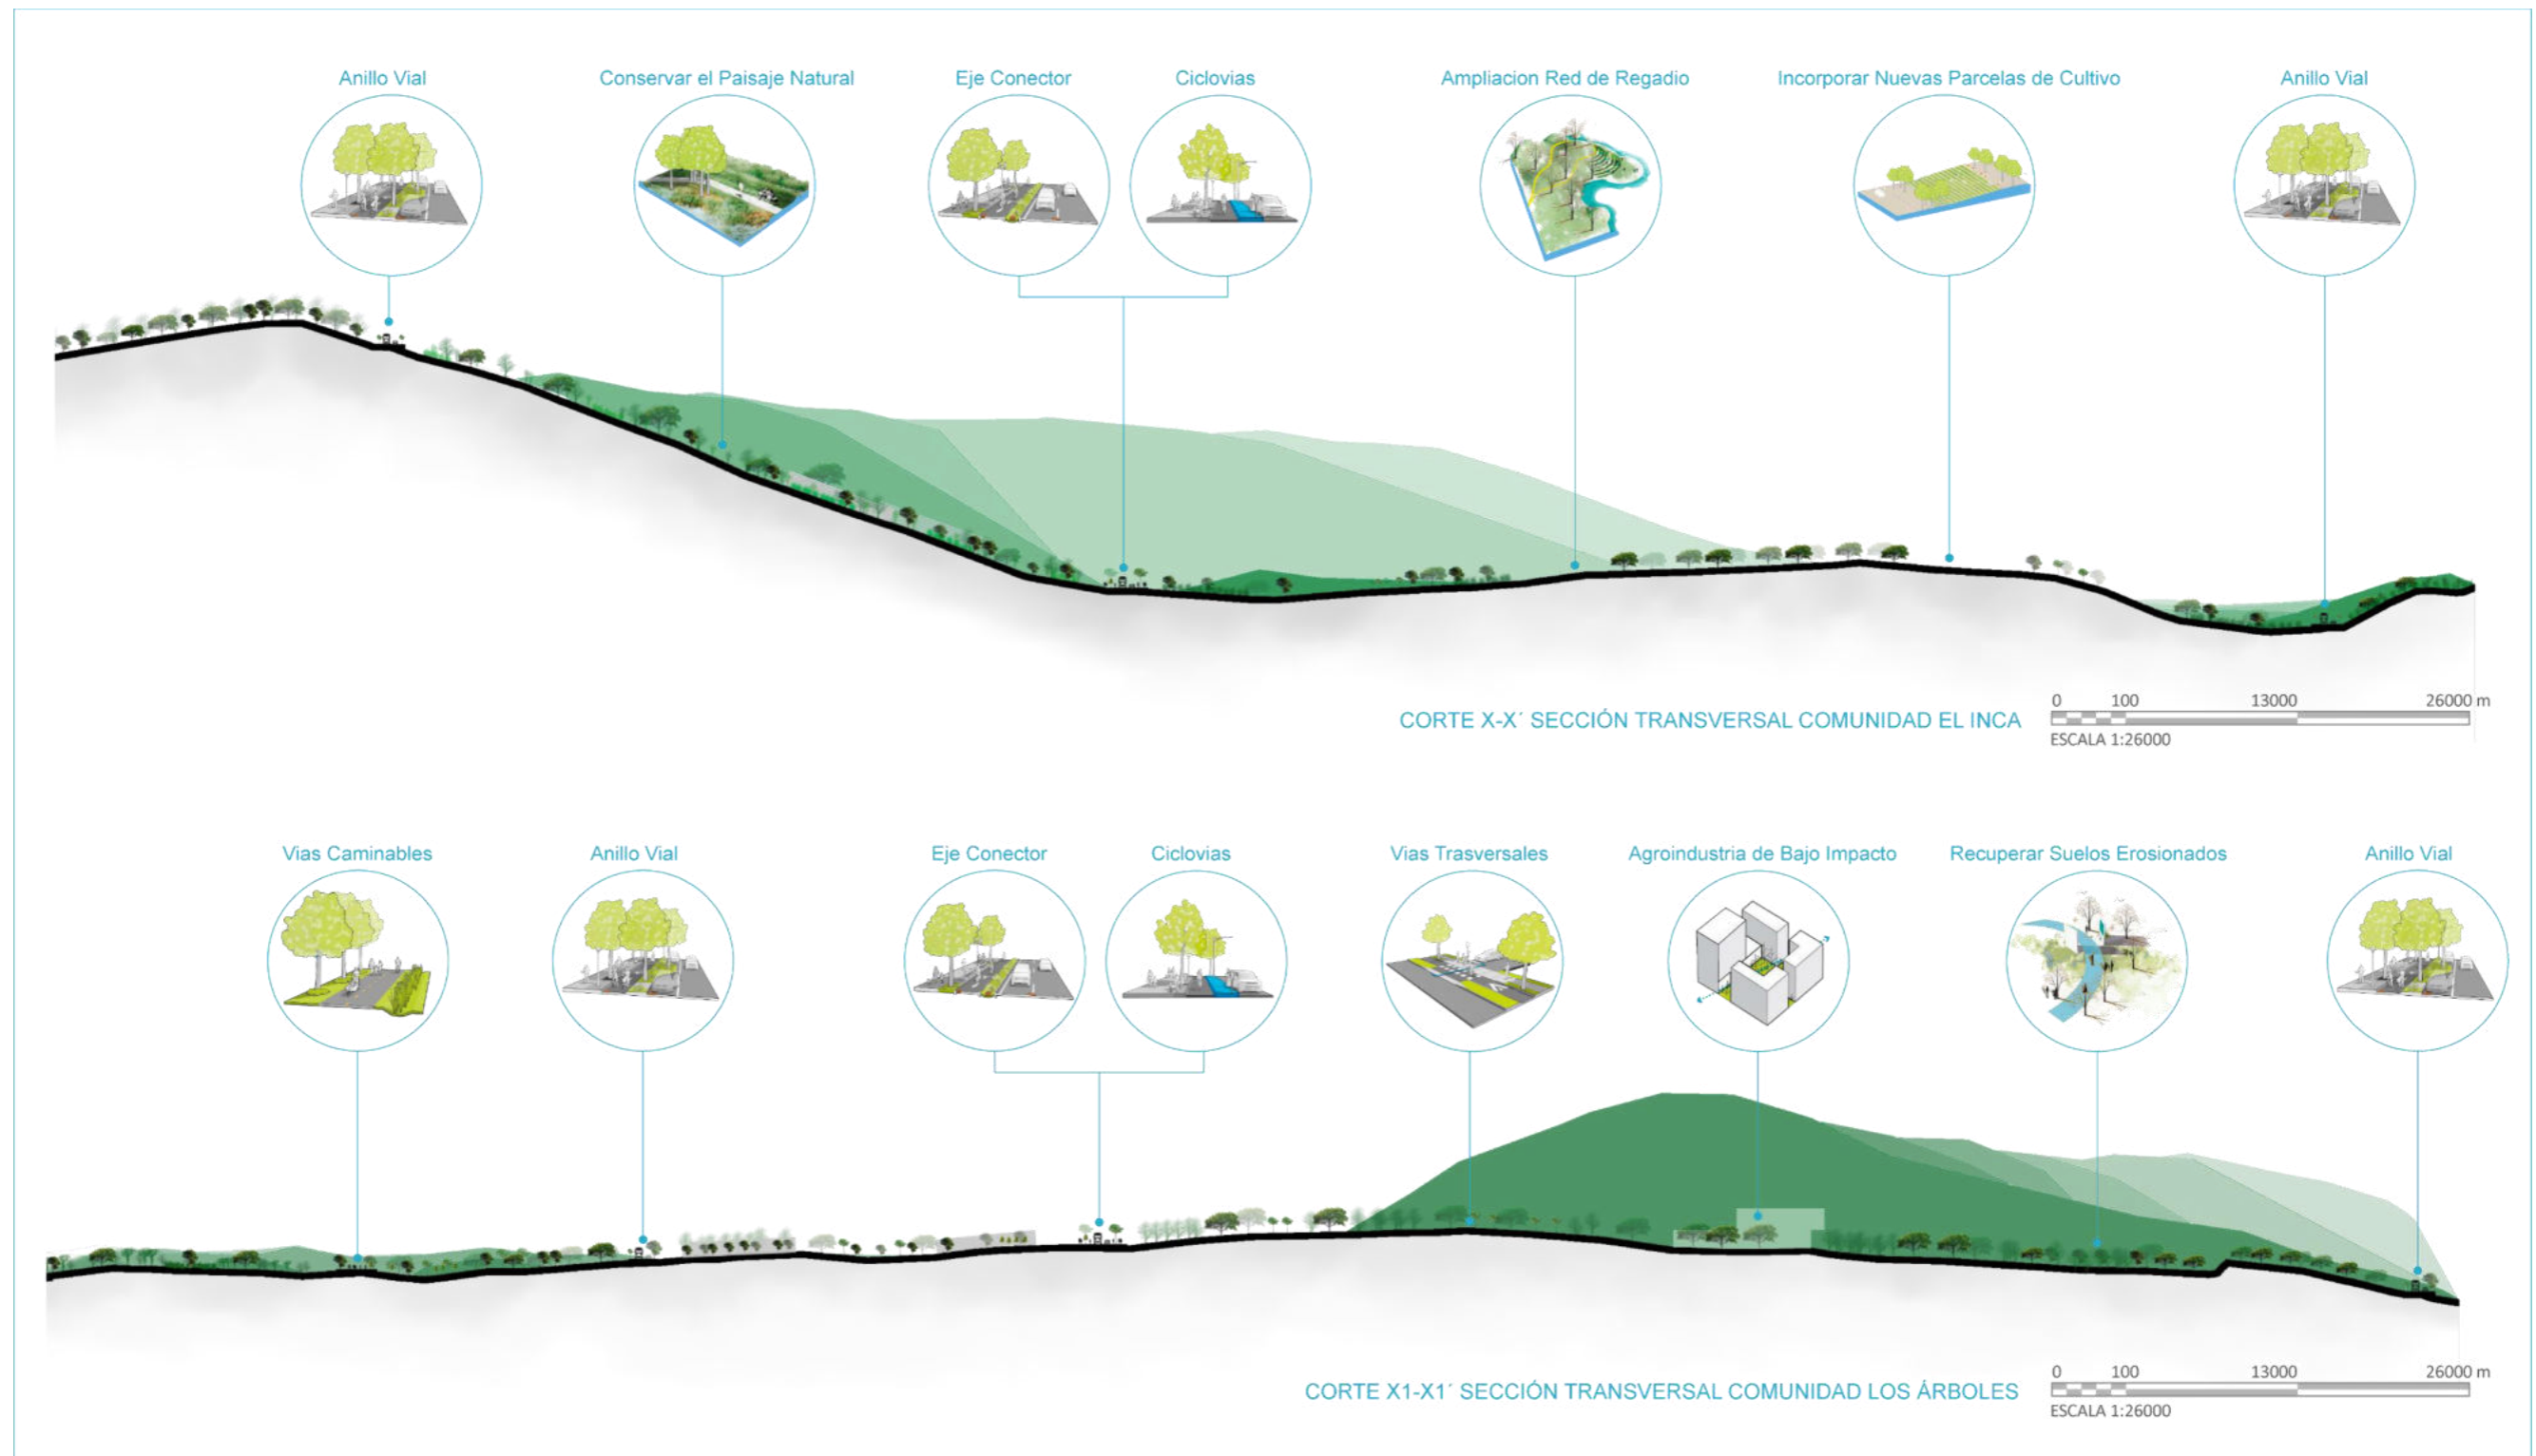 Anillo Vial
Conservar el Paisaje Natural
Eje Conector
Ciclovias
Ampliacion Red de Regadio
Incorporar Nuevas Parcelas de Cultivo
Anillo Vial
CORTE X-X´ SECCIÓN TRANSVERSAL COMUNIDAD EL INCA
0 100 13000 26000 m
ESCALA 1:26000
Vias Caminables
Anillo Vial
Eje Conector
Ciclovias
Vias Trasversales
Agroindustria de Bajo Impacto
Recuperar Suelos Erosionados
Anillo Vial
CORTE X1-X1´ SECCIÓN TRANSVERSAL COMUNIDAD LOS ÁRBOLES
0 100 13000 26000 m
ESCALA 1:26000